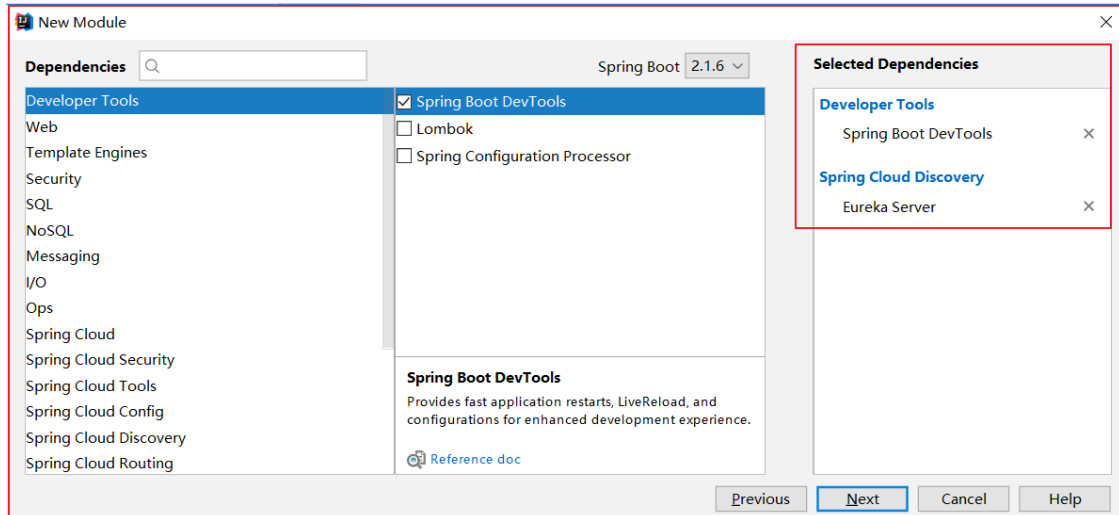 New Module
Dependencies
Spring Boot 2.1.6
Developer Tools
Web
Template Engines
Security
SQL
NoSQL
Messaging
I/O
Ops
Spring Cloud
Spring Cloud Security
Spring Cloud Tools
Spring Cloud Config
Spring Cloud Discovery
Spring Cloud Routing
Spring Boot DevTools
Lombok
Spring Configuration Processor
Spring Boot DevTools
Provides fast application restarts, LiveReload, and
configurations for enhanced development experience.
Reference doc
Selected Dependencies
Developer Tools
Spring Boot DevTools
Spring Cloud Discovery
Eureka Server
Previous
Next
Cancel
Help